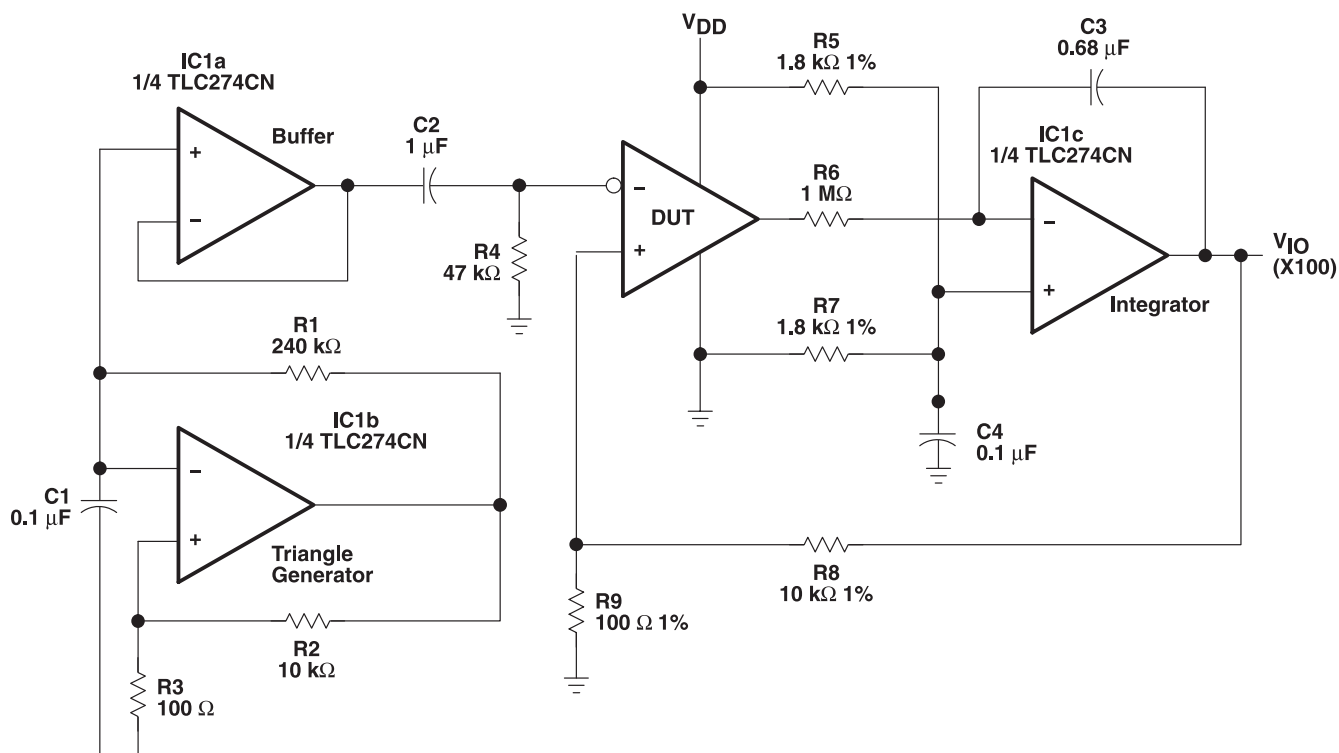 IC1a
1/4 TLC274CN
Buffer
+
−
C2
1 μF
R4
47 kΩ
R1
240 kΩ
IC1b
1/4 TLC274CN
−
+
Triangle
Generator
C1
0.1 μF
R2
10 kΩ
R3
100 Ω
VDD
−
DUT
+
R5
1.8 kΩ 1%
R6
1 MΩ
R7
1.8 kΩ 1%
C3
0.68 μF
IC1c
1/4 TLC274CN
−
+
Integrator
VIO
(X100)
C4
0.1 μF
R8
10 kΩ 1%
R9
100 Ω 1%